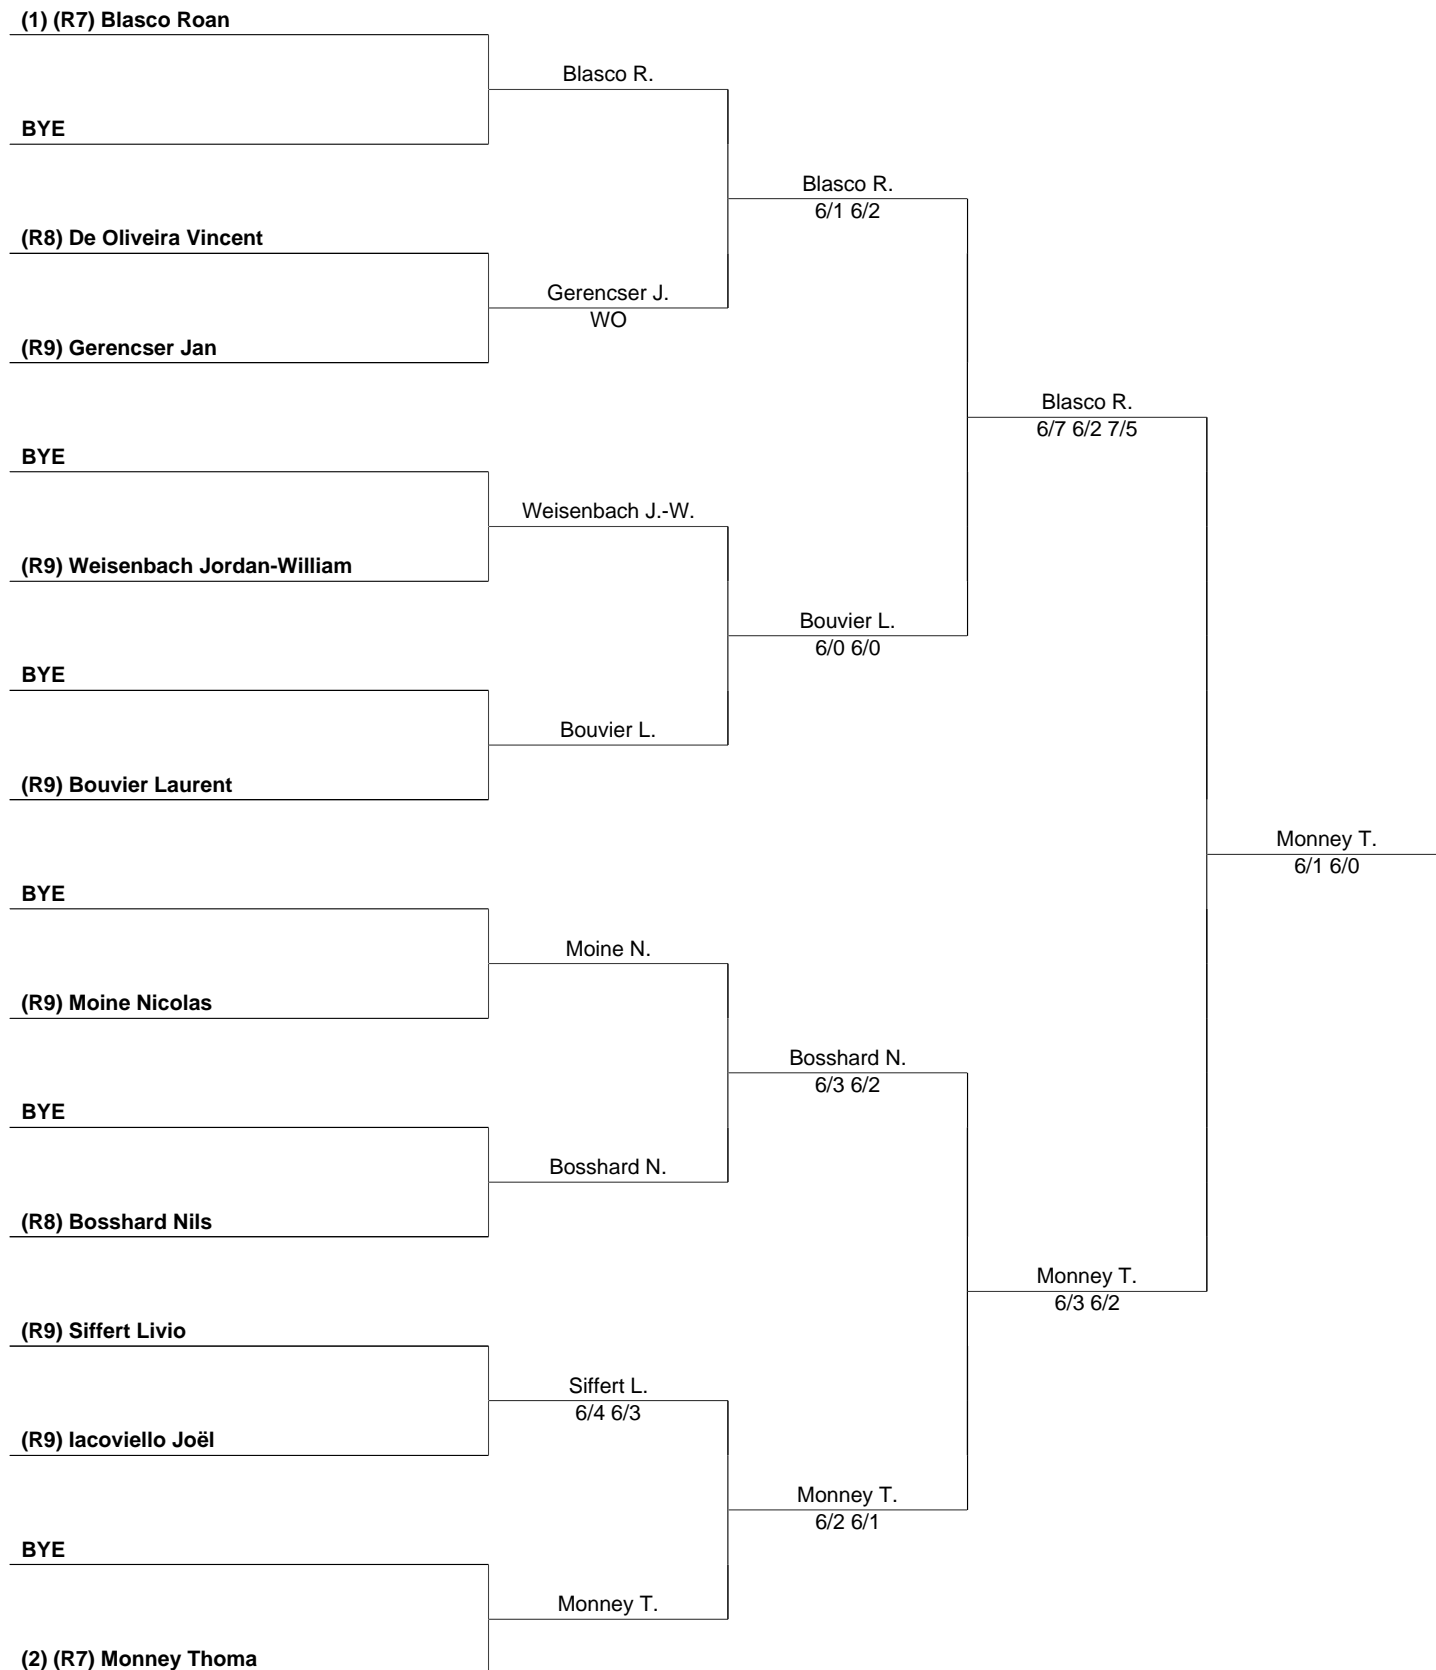 (1) (R7) Blasco Roan
Blasco R.
BYE
Blasco R.
6/1 6/2
(R8) De Oliveira Vincent
Gerencser J.
WO
(R9) Gerencser Jan
Blasco R.
6/7 6/2 7/5
BYE
Weisenbach J.-W.
(R9) Weisenbach Jordan-William
Bouvier L.
6/0 6/0
BYE
Bouvier L.
(R9) Bouvier Laurent
Monney T.
6/1 6/0
BYE
Moine N.
(R9) Moine Nicolas
Bosshard N.
6/3 6/2
BYE
Bosshard N.
(R8) Bosshard Nils
Monney T.
6/3 6/2
(R9) Siffert Livio
Siffert L.
6/4 6/3
(R9) Iacoviello Joël
Monney T.
6/2 6/1
BYE
Monney T.
(2) (R7) Monney Thoma